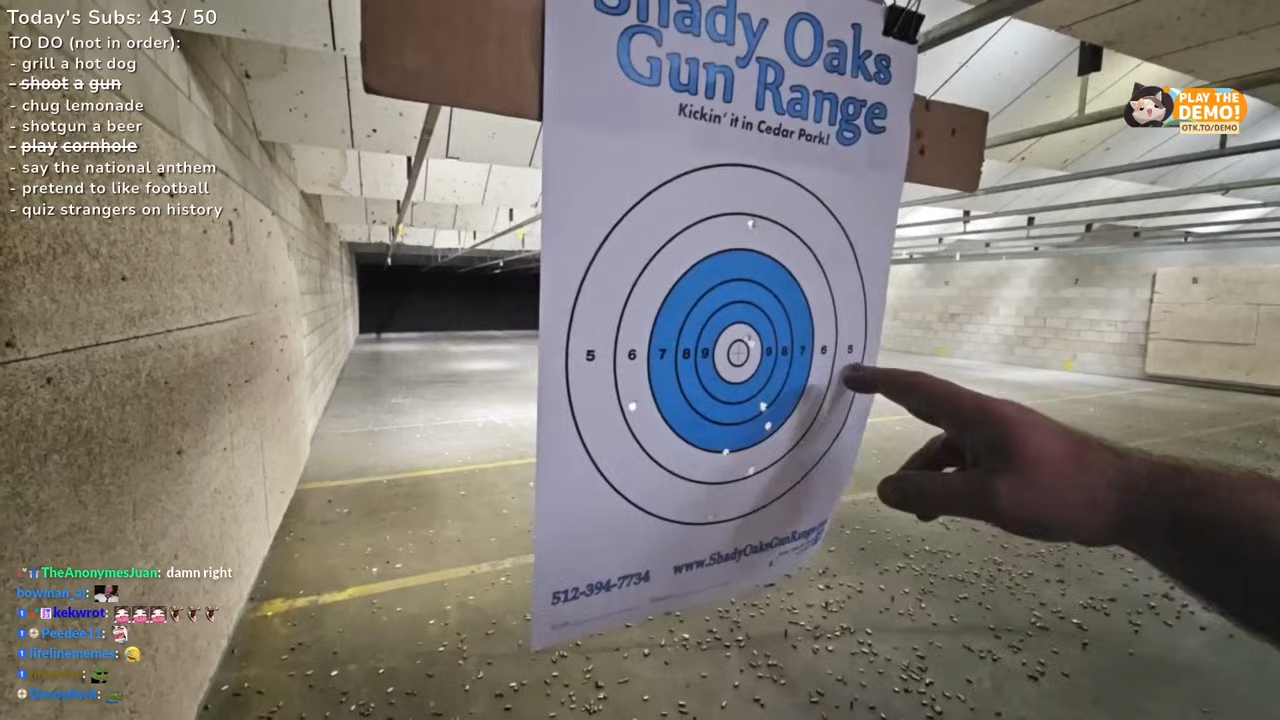 Today's Subs: 43 / 50
TO DO (not in order):
- grill a hot dog
- shoot a gun
- chug lemonade
- shotgun a beer
- play cornhole
- say the national anthem
- pretend to like football
- quiz strangers on history
PLAY THE
DEMO!
OTK.TO/DEMO
Shady Oaks
Gun Range
Kickin' it in Cedar Park!
5 6 7 8 9 9 8 7 6 5
www.ShadyOaksGunRange
512-394-7734
TheAnonymesJuan: damn right
bowman_aj:
kekwrot:
Peedee11:
lifelinememes: